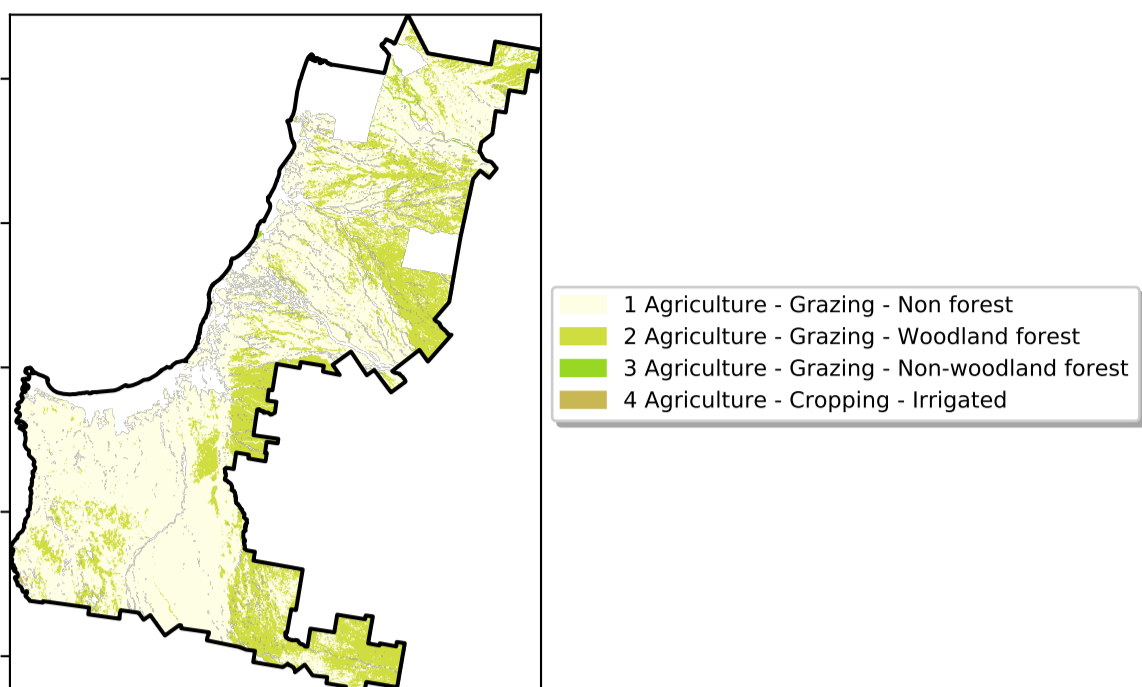 1 Agriculture - Grazing - Non forest
2 Agriculture - Grazing - Woodland forest
3 Agriculture - Grazing - Non-woodland forest
4 Agriculture - Cropping - Irrigated